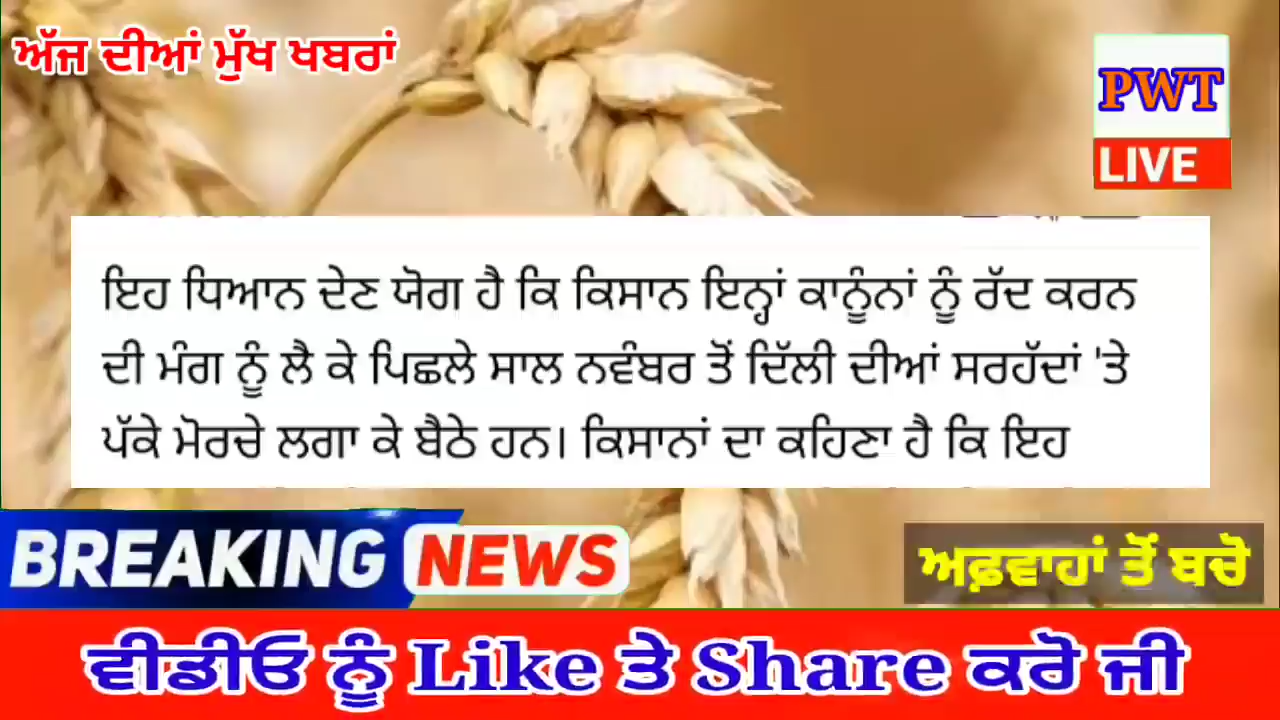 ਅੱਜ ਦੀਆਂ ਮੁੱਖ ਖਬਰਾਂ
PWT
LIVE
ਇਹ ਧਿਆਨ ਦੇਣ ਯੋਗ ਹੈ ਕਿ ਕਿਸਾਨ ਇਨ੍ਹਾਂ ਕਾਨੂੰਨਾਂ ਨੂੰ ਰੱਦ ਕਰਨ
ਦੀ ਮੰਗ ਨੂੰ ਲੈ ਕੇ ਪਿਛਲੇ ਸਾਲ ਨਵੰਬਰ ਤੋਂ ਦਿੱਲੀ ਦੀਆਂ ਸਰਹੱਦਾਂ 'ਤੇ
ਪੱਕੇ ਮੋਰਚੇ ਲਗਾ ਕੇ ਬੈਠੇ ਹਨ। ਕਿਸਾਨਾਂ ਦਾ ਕਹਿਣਾ ਹੈ ਕਿ ਇਹ
BREAKING NEWS
ਅਫ਼ਵਾਹਾਂ ਤੋਂ ਬਚੋ
ਵੀਡੀਓ ਨੂੰ Like ਤੇ Share ਕਰੋ ਜੀ